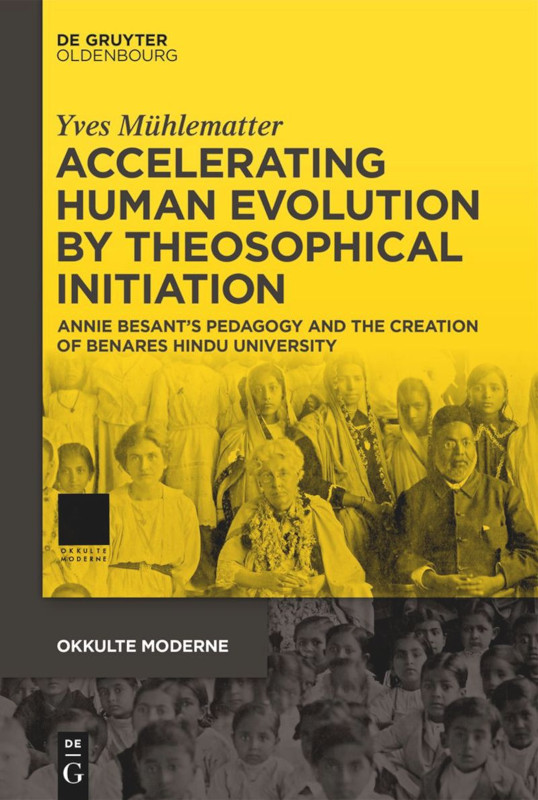 DE GRUYTER
OLDENBOURG
Yves Mühlematter
ACCELERATING
HUMAN EVOLUTION
BY THEOSOPHICAL
INITIATION
ANNIE BESANT'S PEDAGOGY AND THE CREATION
OF BENARES HINDU UNIVERSITY
OKKULTE
MODERNE
OKKULTE MODERNE
DE
G